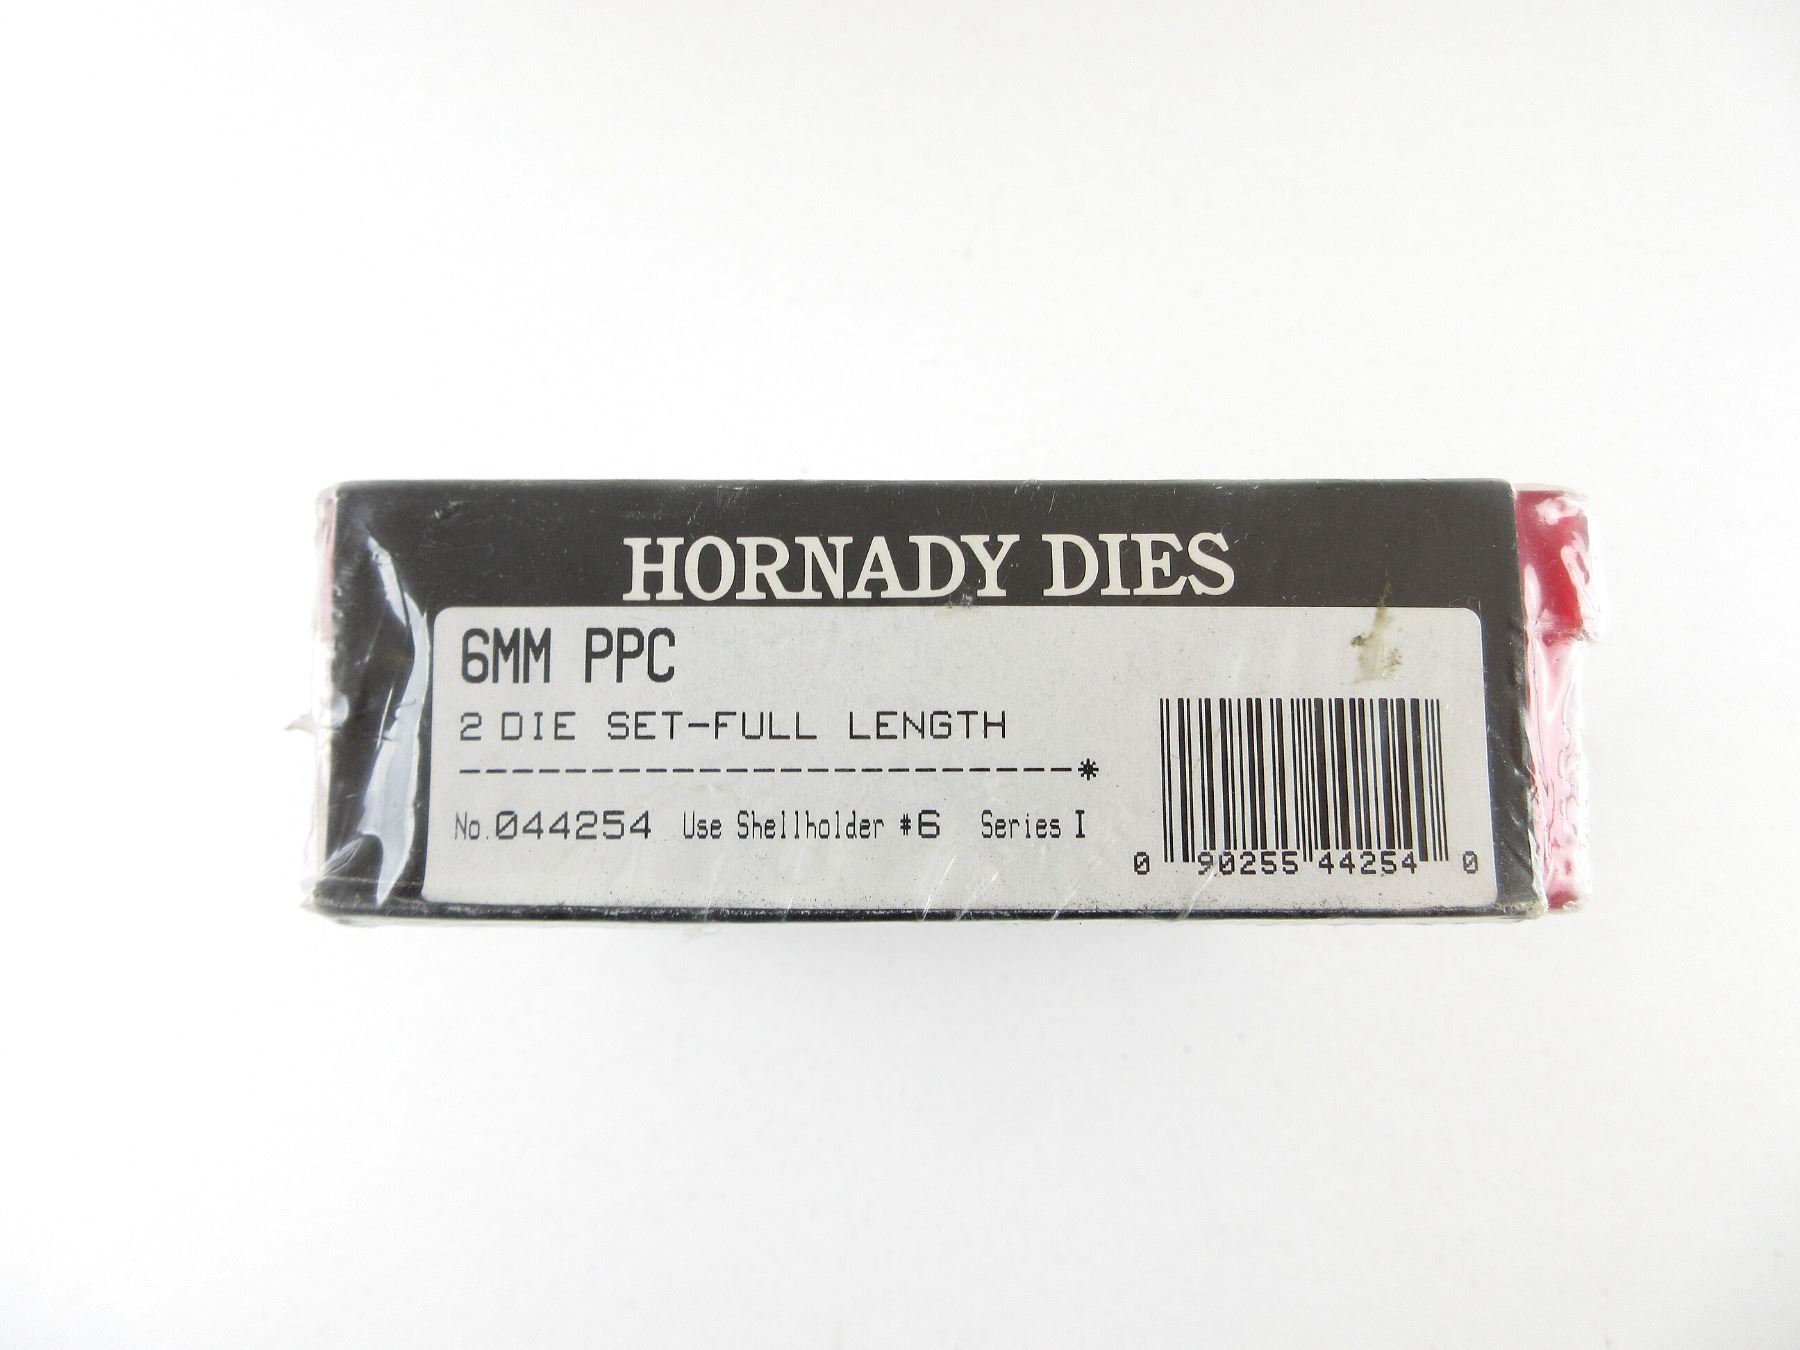 HORNADY DIES
6MM PPC
2 DIE SET-FULL LENGTH
-----------------------*
No.044254 Use Shellholder #6 Series I
0 90255 44254 0